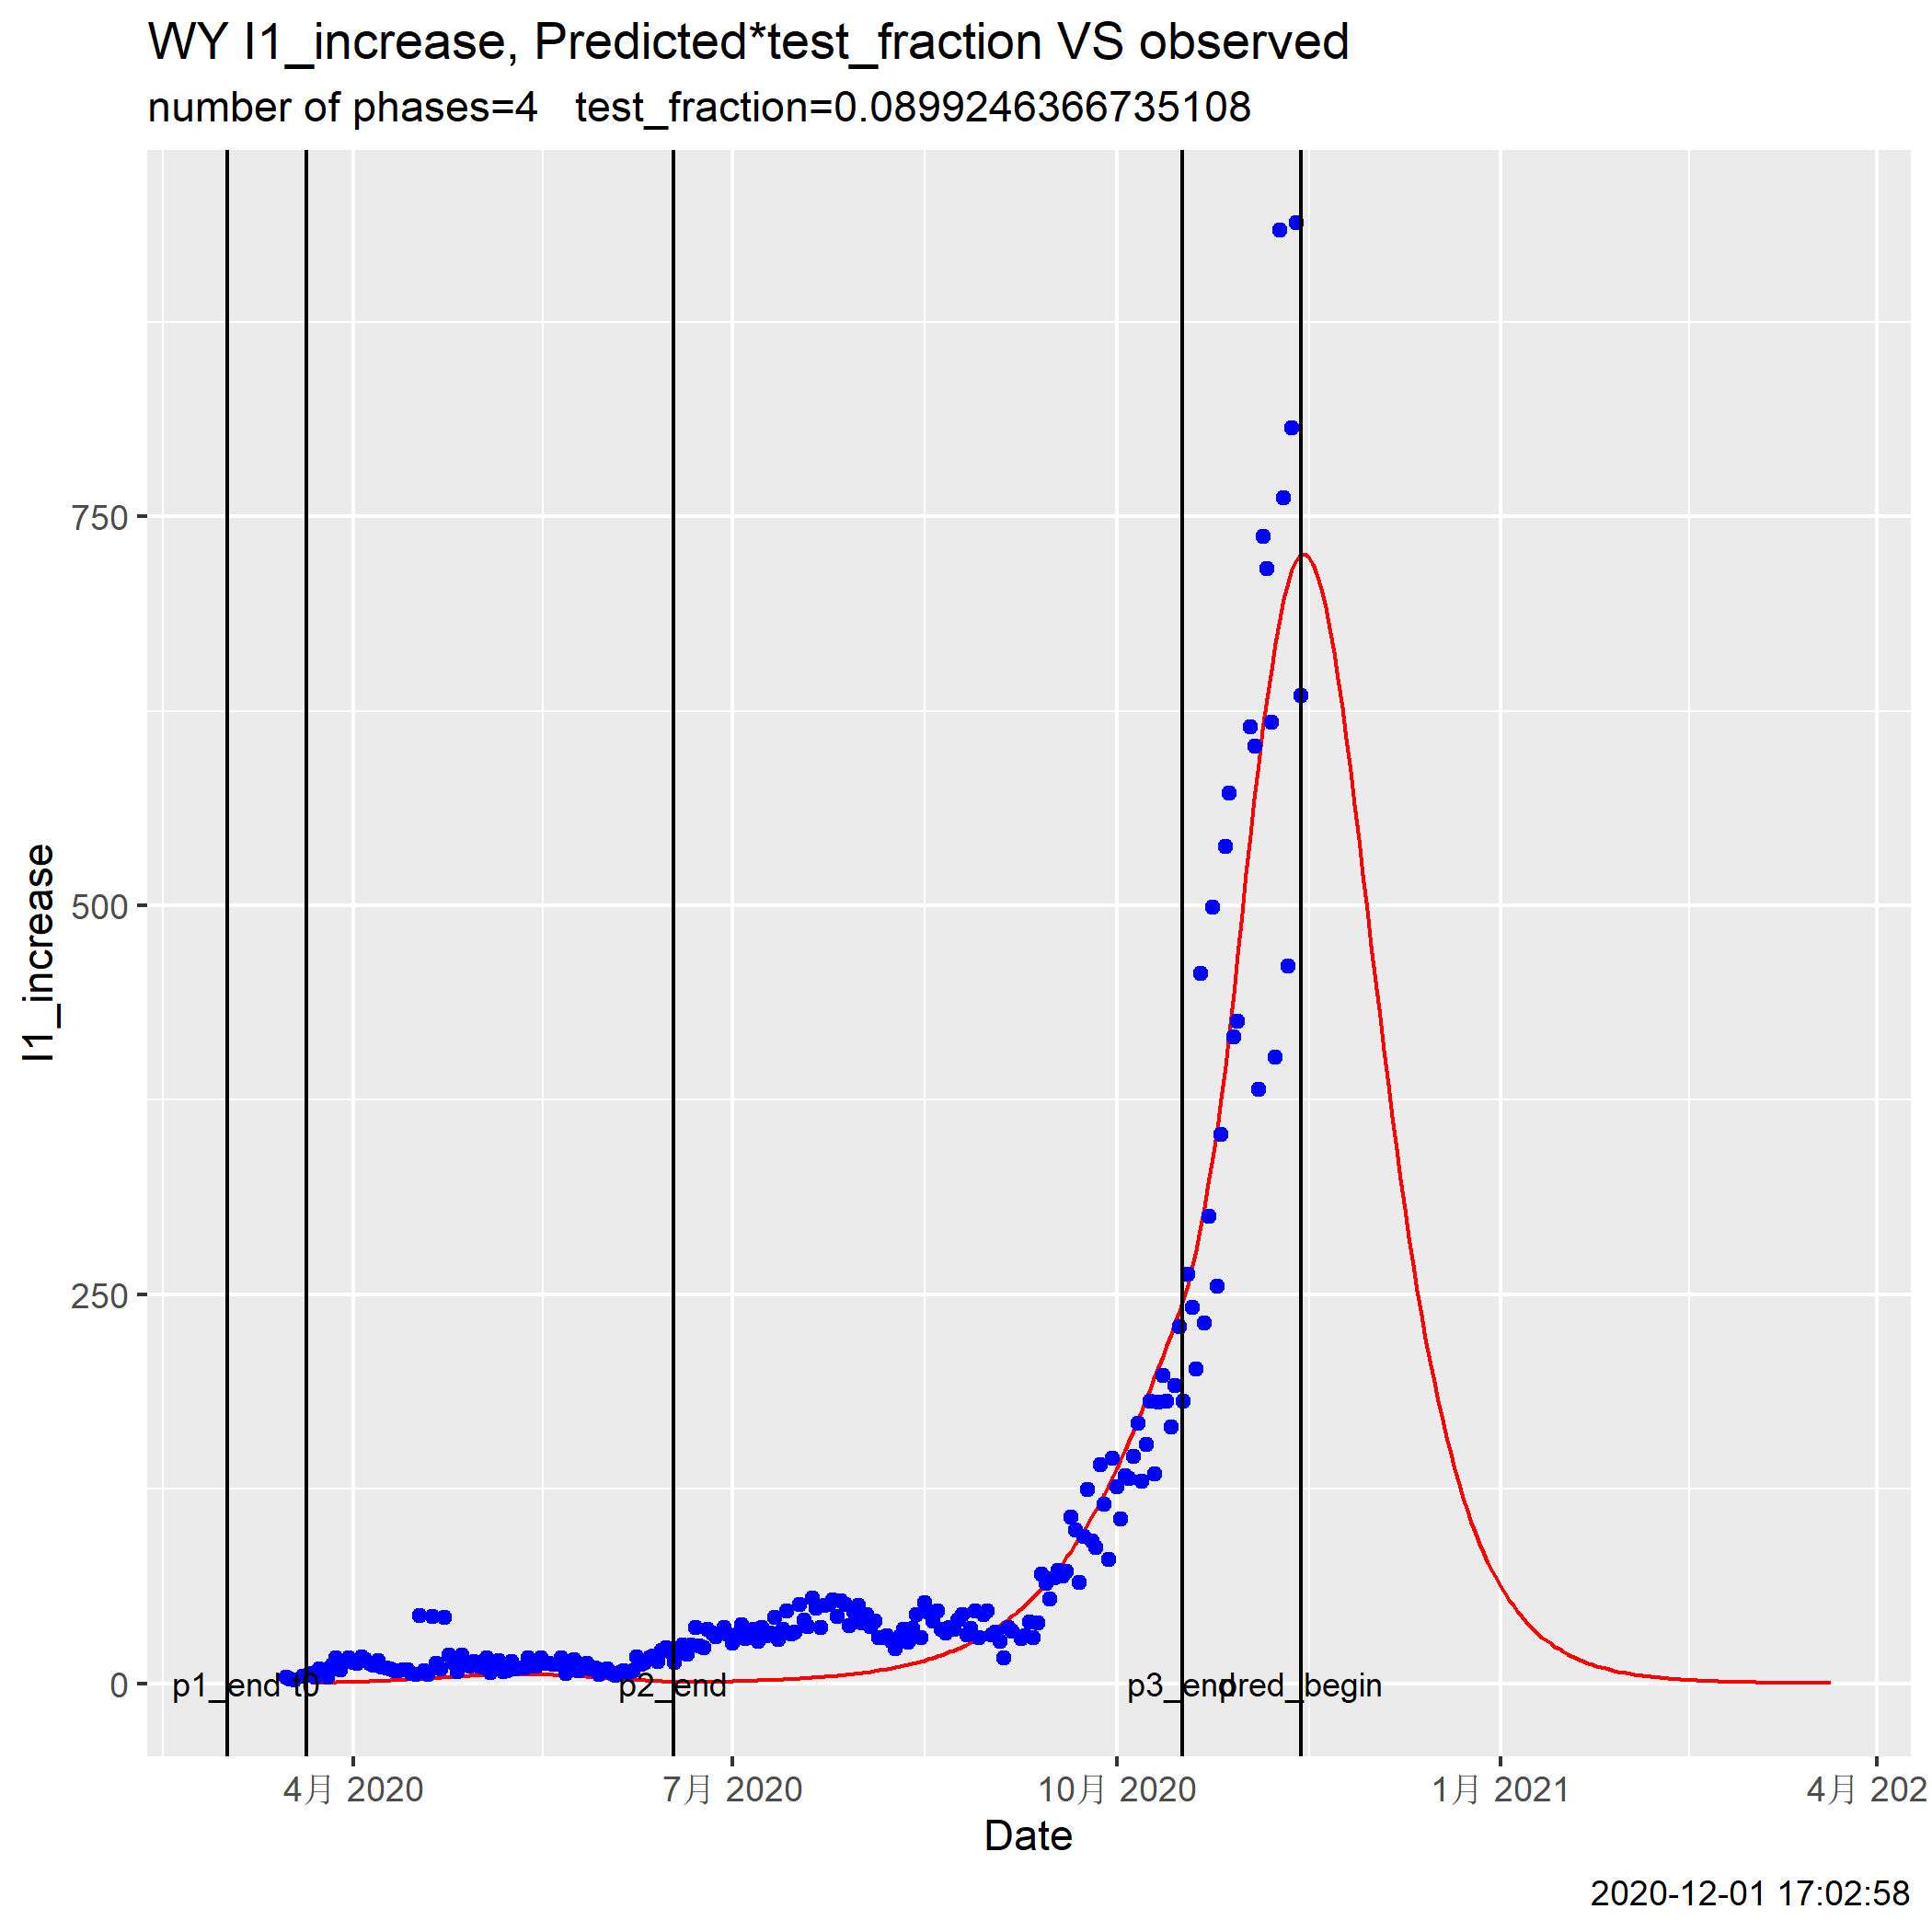 WY I1_increase, Predicted*test_fraction VS observed
number of phases=4 test_fraction=0.0899246366735108
I1_increase
750
500
250
0
p1_end t0 p2_end p3_end pred_begin
4月 2020 7月 2020 10月 2020 1月 2021 4月 202
Date
2020-12-01 17:02:58